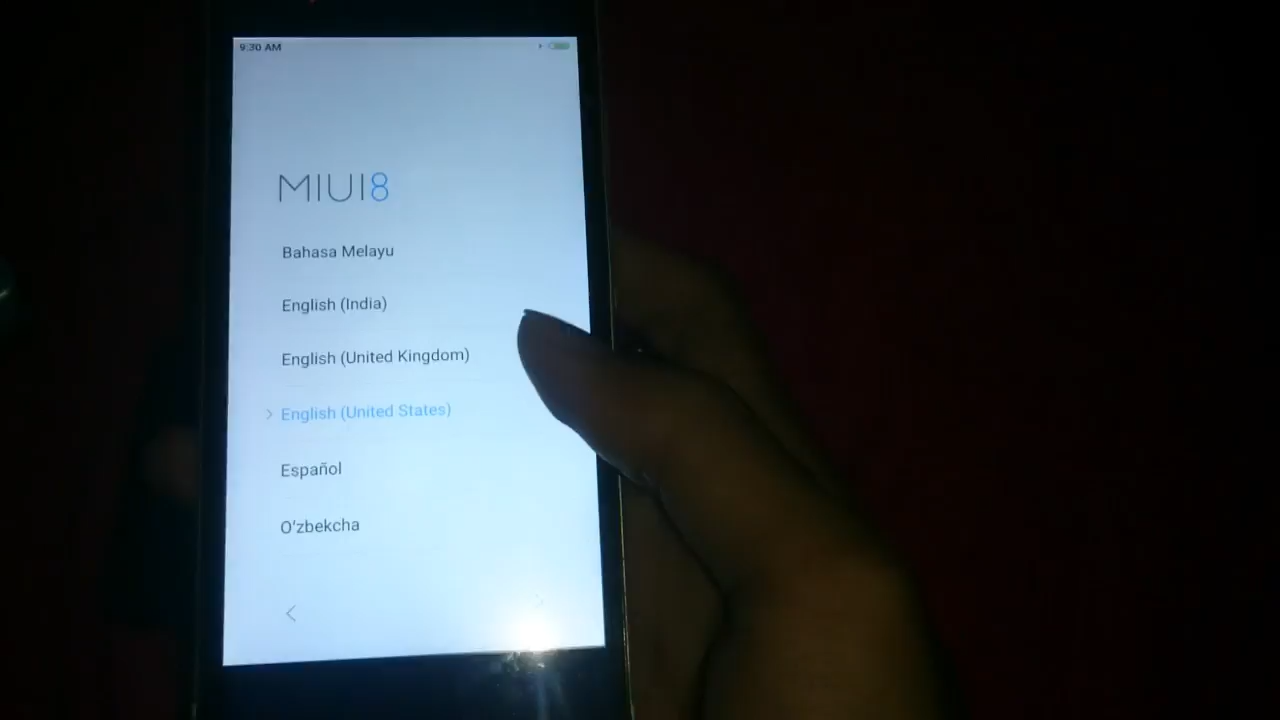 9:30 AM
MIUI8
Bahasa Melayu
English (India)
English (United Kingdom)
English (United States)
Español
O‘zbekcha